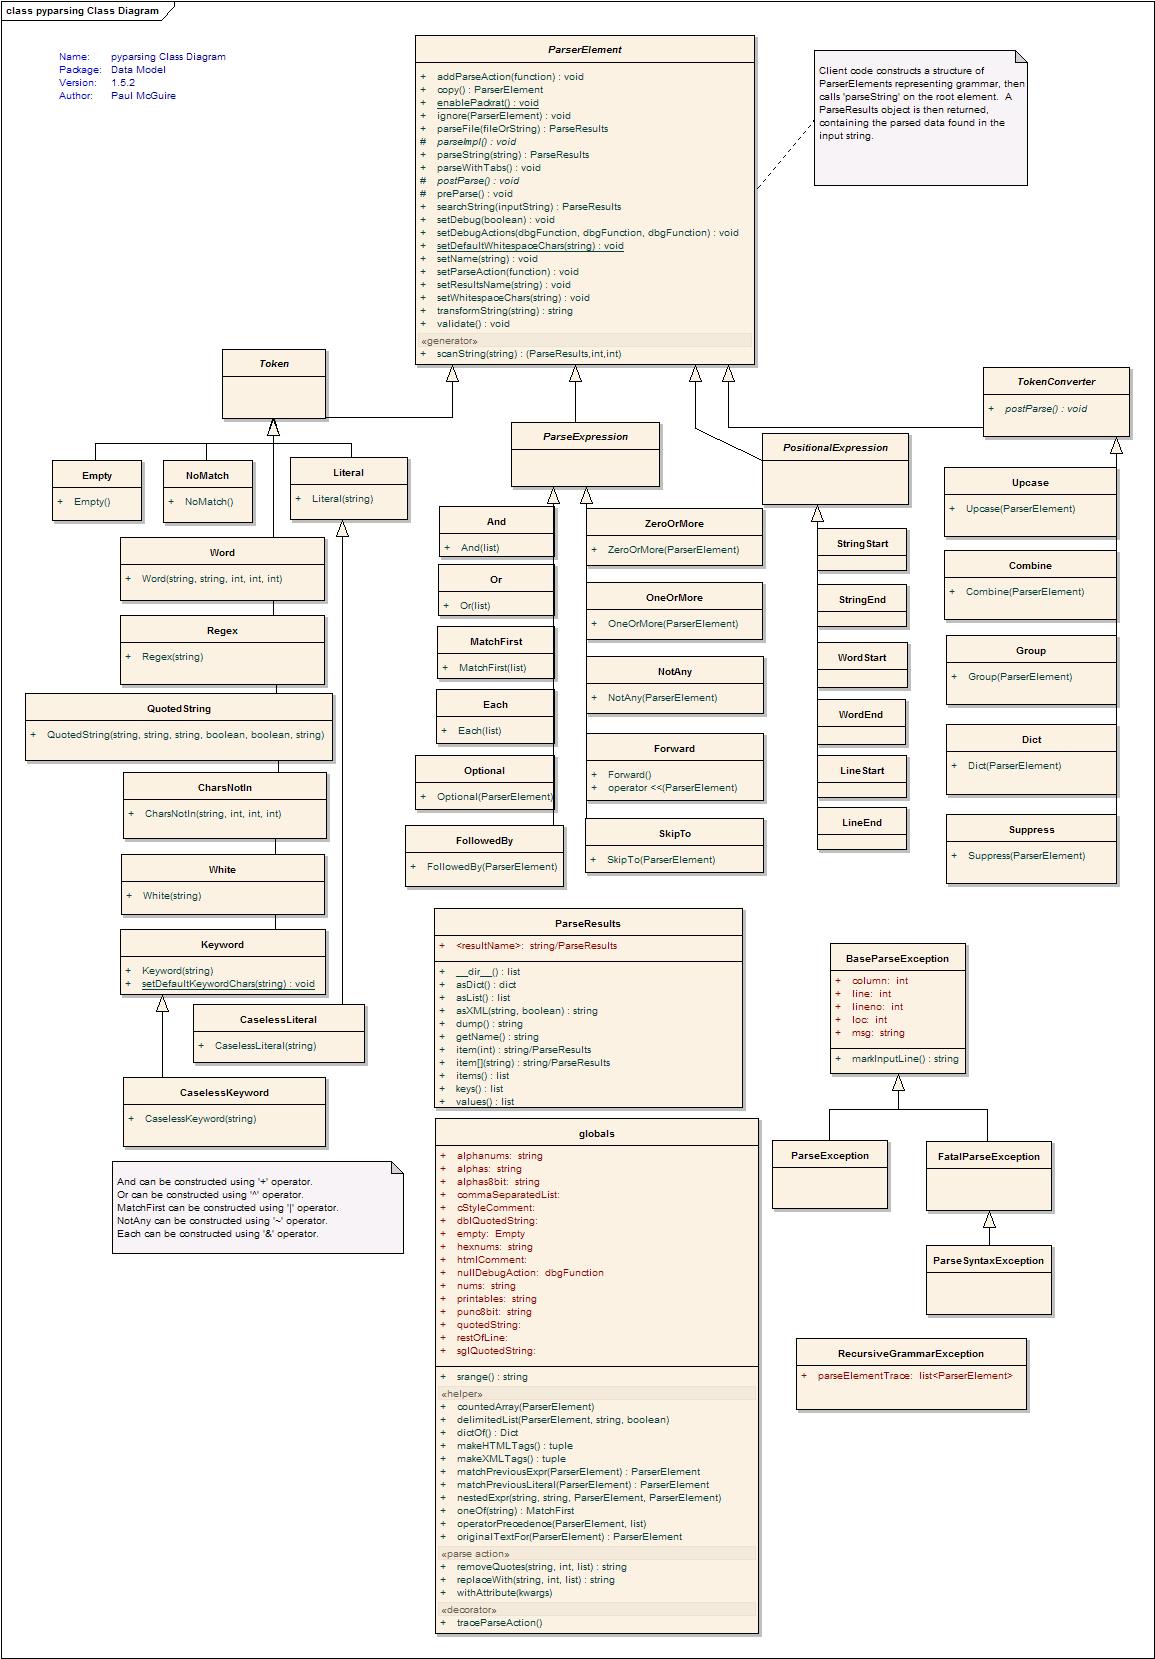 class pyparsing Class Diagram
Name: pyparsing Class Diagram
Package: Data Model
Version: 1.5.2
Author: Paul McGuire
ParserElement
+ addParseAction(function) : void
+ copy() : ParserElement
+ enablePackrat() : void
+ ignore(ParserElement) : void
+ parseFile(fileOrString) : ParseResults
# parseImpl() : void
+ parseString(string) : ParseResults
+ parseWithTabs() : void
# postParse() : void
# preParse() : void
+ searchString(inputString) : ParseResults
+ setDebug(boolean) : void
+ setDebugActions(dbgFunction, dbgFunction, dbgFunction) : void
+ setDefaultWhitespaceChars(string) : void
+ setName(string) : void
+ setParseAction(function) : void
+ setResultsName(string) : void
+ setWhitespaceChars(string) : void
+ transformString(string) : string
+ validate() : void
«generator»
+ scanString(string) : (ParseResults,int,int)
Client code constructs a structure of
ParserElements representing grammar, then
calls 'parseString' on the root element. A
ParseResults object is then returned,
containing the parsed data found in the
input string.
Token
ParseExpression
PositionalExpression
TokenConverter
+ postParse() : void
Empty
+ Empty()
NoMatch
+ NoMatch()
Literal
+ Literal(string)
Word
+ Word(string, string, int, int, int)
Regex
+ Regex(string)
QuotedString
+ QuotedString(string, string, string, boolean, boolean, string)
CharsNotIn
+ CharsNotIn(string, int, int, int)
White
+ White(string)
Keyword
+ Keyword(string)
+ setDefaultKeywordChars(string) : void
CaselessLiteral
+ CaselessLiteral(string)
CaselessKeyword
+ CaselessKeyword(string)
And
+ And(list)
Or
+ Or(list)
MatchFirst
+ MatchFirst(list)
Each
+ Each(list)
Optional
+ Optional(ParserElement)
FollowedBy
+ FollowedBy(ParserElement)
ZeroOrMore
+ ZeroOrMore(ParserElement)
OneOrMore
+ OneOrMore(ParserElement)
NotAny
+ NotAny(ParserElement)
Forward
+ Forward()
+ operator <<(ParserElement)
SkipTo
+ SkipTo(ParserElement)
StringStart
StringEnd
WordStart
WordEnd
LineStart
LineEnd
Upcase
+ Upcase(ParserElement)
Combine
+ Combine(ParserElement)
Group
+ Group(ParserElement)
Dict
+ Dict(ParserElement)
Suppress
+ Suppress(ParserElement)
And can be constructed using '+' operator.
Or can be constructed using '^' operator.
MatchFirst can be constructed using '|' operator.
NotAny can be constructed using '~' operator.
Each can be constructed using '&' operator.
ParseResults
+ <resultName>: string/ParseResults
+ __dir__() : list
+ asDict() : dict
+ asList() : list
+ asXML(string, boolean) : string
+ dump() : string
+ getName() : string
+ item(int) : string/ParseResults
+ item[](string) : string/ParseResults
+ items() : list
+ keys() : list
+ values() : list
globals
+ alphanums: string
+ alphas: string
+ alphas8bit: string
+ commaSeparatedList:
+ cStyleComment:
+ dblQuotedString:
+ empty: Empty
+ hexnums: string
+ htmlComment:
+ nullDebugAction: dbgFunction
+ nums: string
+ printables: string
+ punc8bit: string
+ quotedString:
+ restOfLine:
+ sglQuotedString:
+ srange() : string
«helper»
+ countedArray(ParserElement)
+ delimitedList(ParserElement, string, boolean)
+ dictOf() : Dict
+ makeHTMLTags() : tuple
+ makeXMLTags() : tuple
+ matchPreviousExpr(ParserElement) : ParserElement
+ matchPreviousLiteral(ParserElement) : ParserElement
+ nestedExpr(string, string, ParserElement, ParserElement)
+ oneOf(string) : MatchFirst
+ operatorPrecedence(ParserElement, list)
+ originalTextFor(ParserElement) : ParserElement
«parse action»
+ removeQuotes(string, int, list) : string
+ replaceWith(string, int, list) : string
+ withAttribute(kwargs)
«decorator»
+ traceParseAction()
BaseParseException
+ column: int
+ line: int
+ lineno: int
+ loc: int
+ msg: string
+ markInputLine() : string
ParseException
FatalParseException
ParseSyntaxException
RecursiveGrammarException
+ parseElementTrace: list<ParserElement>